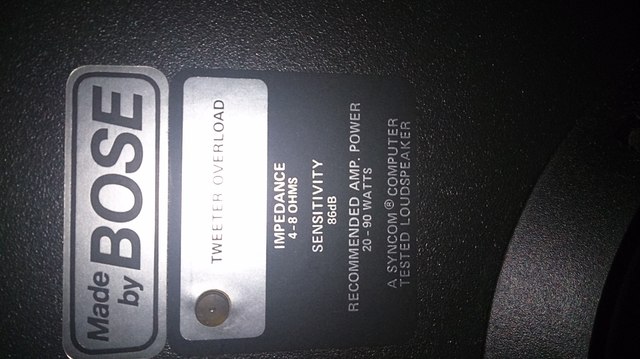 Made
by BOSE
TWEETER OVERLOAD
IMPEDANCE
4-8 OHMS
SENSITIVITY
86dB
RECOMMENDED AMP. POWER
20-90 WATTS
A SYNCOM® COMPUTER
TESTED LOUDSPEAKER